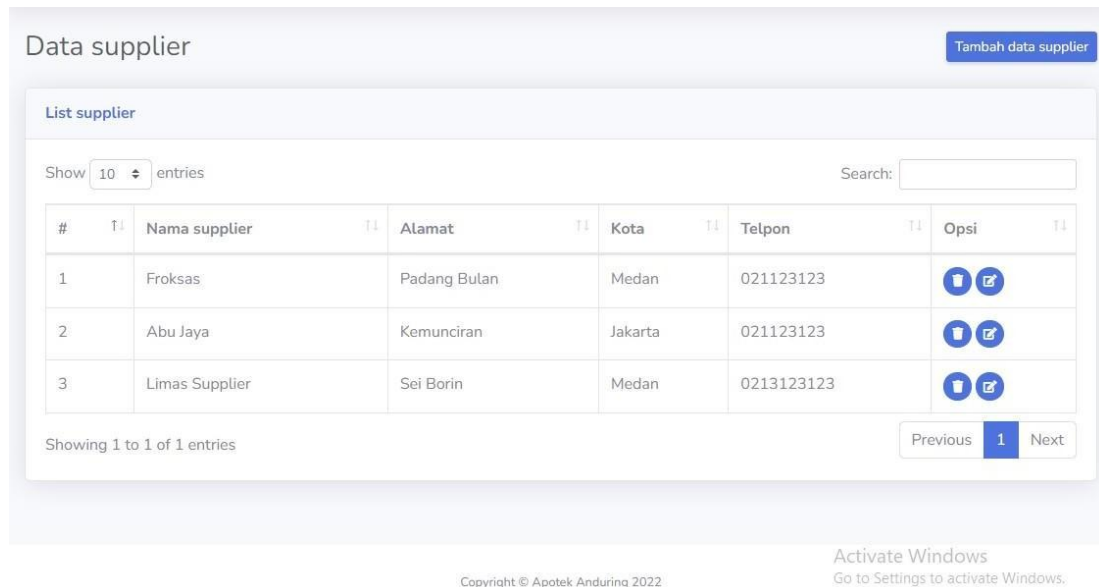 Data supplier
Tambah data supplier
List supplier
Show 10 entries
Search:
# Nama supplier Alamat Kota Telpon Opsi
1 Froksas Padang Bulan Medan 021123123
2 Abu Jaya Kemunciran Jakarta 021123123
3 Limas Supplier Sei Borin Medan 0213123123
Showing 1 to 1 of 1 entries
Previous 1 Next
Activate Windows
Go to Settings to activate Windows.
Copyright © Apotek Anduring 2022